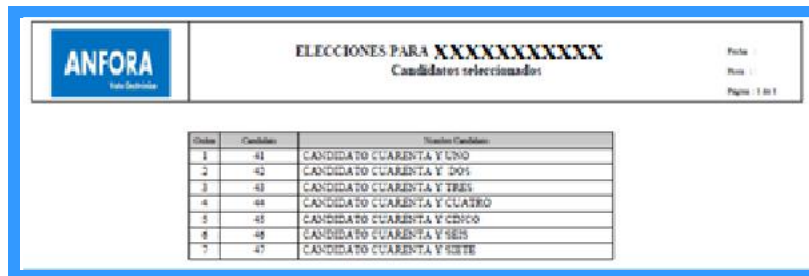 ANFORA
Voto Electrónico
ELECCIONES PARA XXXXXXXXXXX
Candidatos seleccionados
Fecha :
Hora :
Página : 1 de 1
Orden Candidato Nombre Candidato
1 41 CANDIDATO CUARENTA Y UNO
2 42 CANDIDATO CUARENTA Y DOS
3 43 CANDIDATO CUARENTA Y TRES
4 44 CANDIDATO CUARENTA Y CUATRO
5 45 CANDIDATO CUARENTA Y CINCO
6 46 CANDIDATO CUARENTA Y SEIS
7 47 CANDIDATO CUARENTA Y SIETE